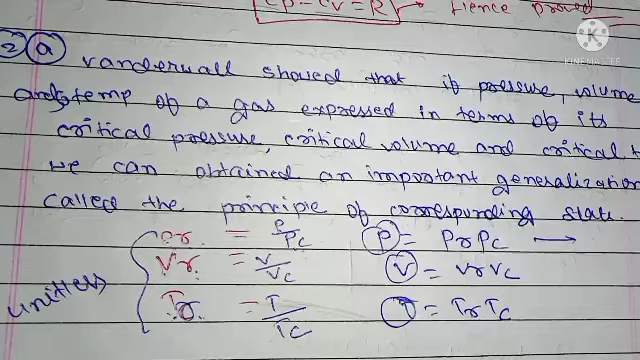 CP - CV = R → Hence proved
KINEMASTER
2 a vanderwall showed that if pressure, volume
and temp of a gas expressed in terms of its
critical pressure, critical volume and critical t
we can obtained an important generalization
called the principle of corresponding state.
Pr. = P/Pc P = PrPc →
Vr. = V/Vc V = VrVc
unitless
Tr. = T/Tc T = TrTc